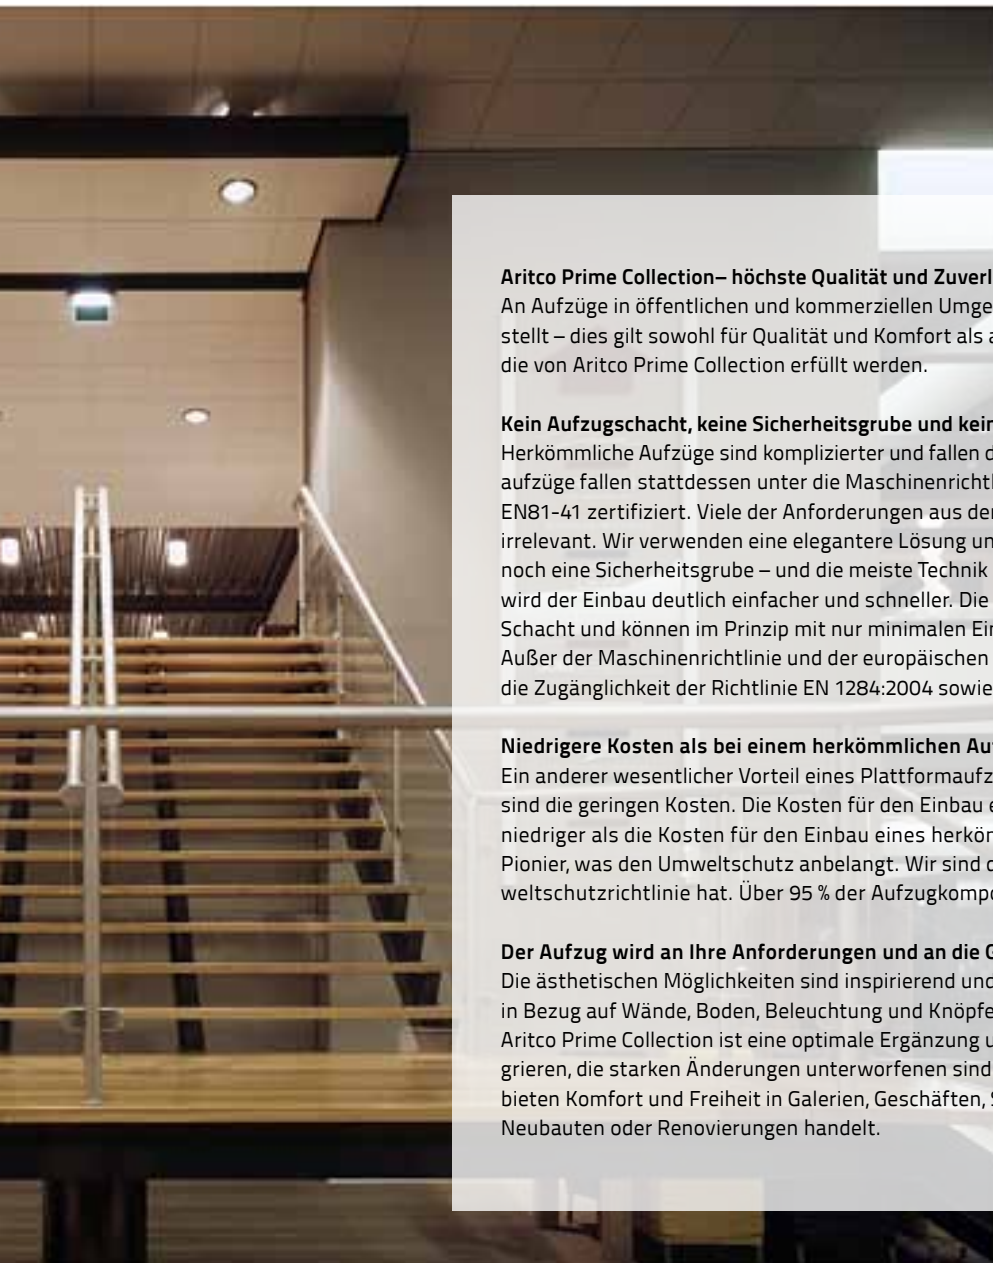 Aritco Prime Collection– höchste Qualität und Zuverl
An Aufzüge in öffentlichen und kommerziellen Umge
stellt – dies gilt sowohl für Qualität und Komfort als a
die von Aritco Prime Collection erfüllt werden.
Kein Aufzugschacht, keine Sicherheitsgrube und kein
Herkömmliche Aufzüge sind komplizierter und fallen d
aufzüge fallen stattdessen unter die Maschinenrichtl
EN81-41 zertifiziert. Viele der Anforderungen aus der
irrelevant. Wir verwenden eine elegantere Lösung un
noch eine Sicherheitsgrube – und die meiste Technik
wird der Einbau deutlich einfacher und schneller. Die
Schacht und können im Prinzip mit nur minimalen Ein
Außer der Maschinenrichtlinie und der europäischen
die Zugänglichkeit der Richtlinie EN 1284:2004 sowie
Niedrigere Kosten als bei einem herkömmlichen Au
Ein anderer wesentlicher Vorteil eines Plattformaufz
sind die geringen Kosten. Die Kosten für den Einbau e
niedriger als die Kosten für den Einbau eines herköm
Pionier, was den Umweltschutz anbelangt. Wir sind d
weltschutzrichtlinie hat. Über 95 % der Aufzugkompo
Der Aufzug wird an Ihre Anforderungen und an die G
Die ästhetischen Möglichkeiten sind inspirierend und
in Bezug auf Wände, Boden, Beleuchtung und Knöpfe
Aritco Prime Collection ist eine optimale Ergänzung u
grieren, die starken Änderungen unterworfenen sind
bieten Komfort und Freiheit in Galerien, Geschäften, S
Neubauten oder Renovierungen handelt.